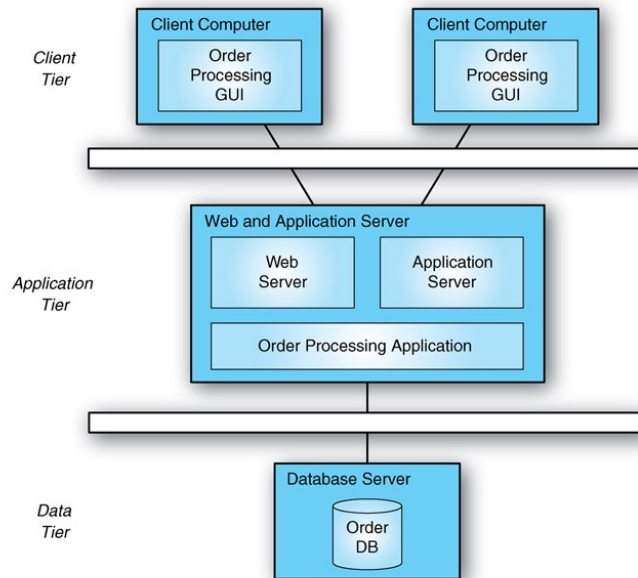 Client Computer
Client Computer
Client
Tier
Order
Processing
GUI
Order
Processing
GUI
Web and Application Server
Application
Tier
Web
Server
Application
Server
Order Processing Application
Database Server
Data
Tier
Order
DB